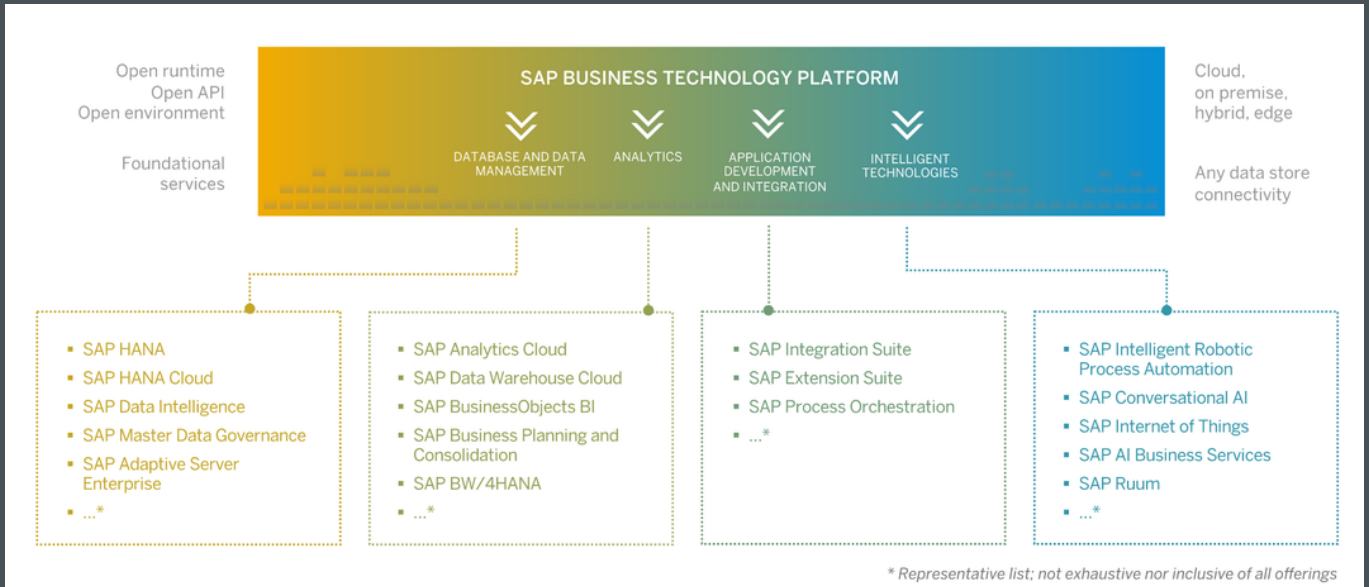 Open runtime
Open API
Open environment
Foundational
services
SAP BUSINESS TECHNOLOGY PLATFORM
DATABASE AND DATA
MANAGEMENT
ANALYTICS
APPLICATION
DEVELOPMENT
AND INTEGRATION
INTELLIGENT
TECHNOLOGIES
Cloud,
on premise,
hybrid, edge
Any data store
connectivity
▪ SAP HANA
▪ SAP HANA Cloud
▪ SAP Data Intelligence
▪ SAP Master Data Governance
▪ SAP Adaptive Server
Enterprise
▪ ...*
▪ SAP Analytics Cloud
▪ SAP Data Warehouse Cloud
▪ SAP BusinessObjects BI
▪ SAP Business Planning and
Consolidation
▪ SAP BW/4HANA
▪ ...*
▪ SAP Integration Suite
▪ SAP Extension Suite
▪ SAP Process Orchestration
▪ ...*
▪ SAP Intelligent Robotic
Process Automation
▪ SAP Conversational AI
▪ SAP Internet of Things
▪ SAP AI Business Services
▪ SAP Ruum
▪ ...*
* Representative list; not exhaustive nor inclusive of all offerings